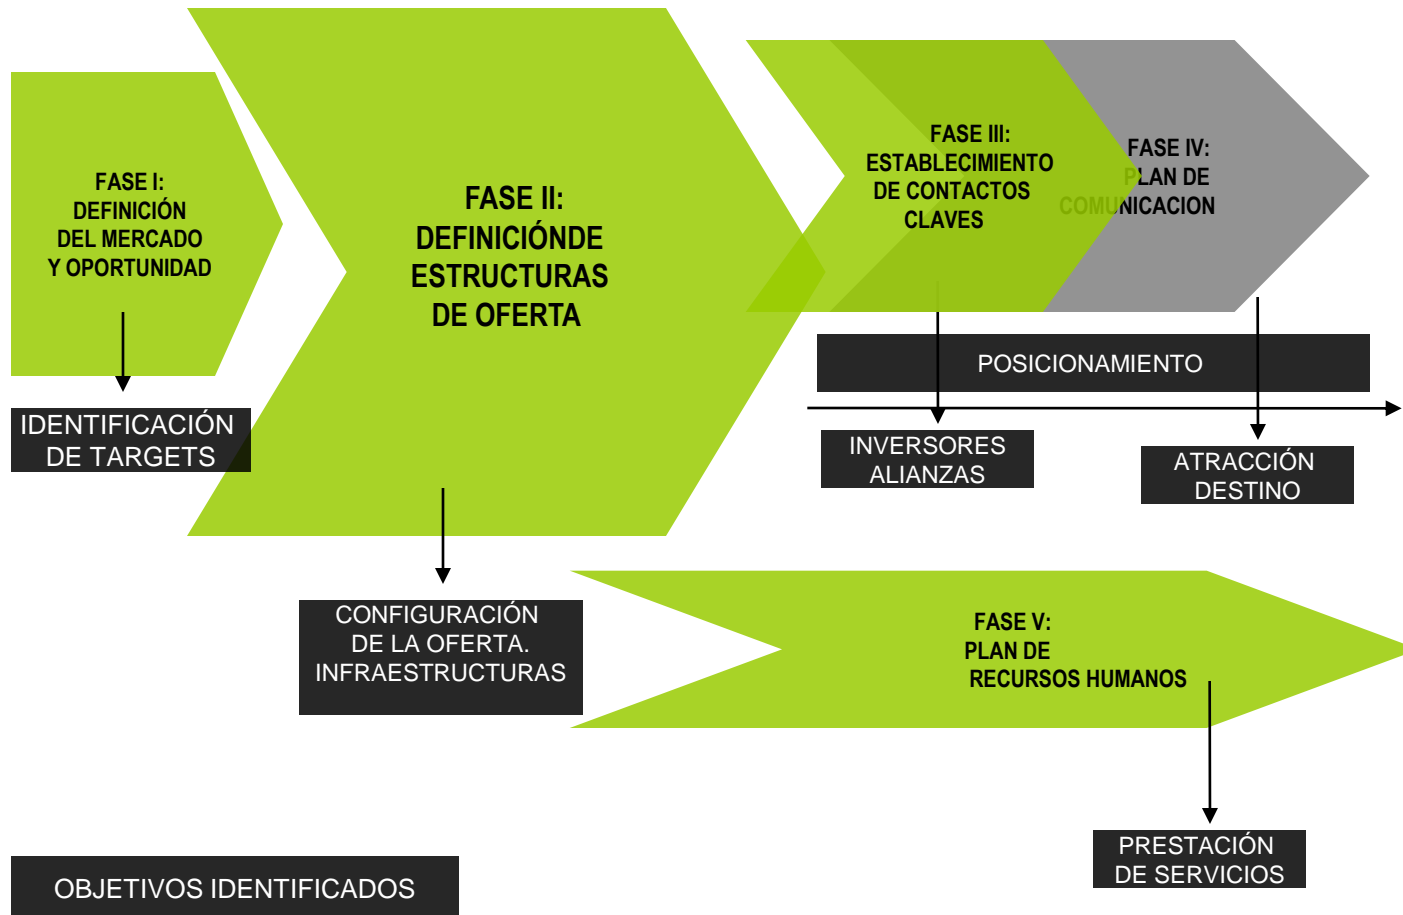 FASE I:
DEFINICIÓN
DEL MERCADO
Y OPORTUNIDAD
IDENTIFICACIÓN
DE TARGETS
FASE II:
DEFINICIÓNDE
ESTRUCTURAS
DE OFERTA
CONFIGURACIÓN
DE LA OFERTA.
INFRAESTRUCTURAS
FASE III:
ESTABLECIMIENTO
DE CONTACTOS
CLAVES
FASE IV:
PLAN DE
COMUNICACION
POSICIONAMIENTO
INVERSORES
ALIANZAS
ATRACCIÓN
DESTINO
FASE V:
PLAN DE
RECURSOS HUMANOS
PRESTACIÓN
DE SERVICIOS
OBJETIVOS IDENTIFICADOS